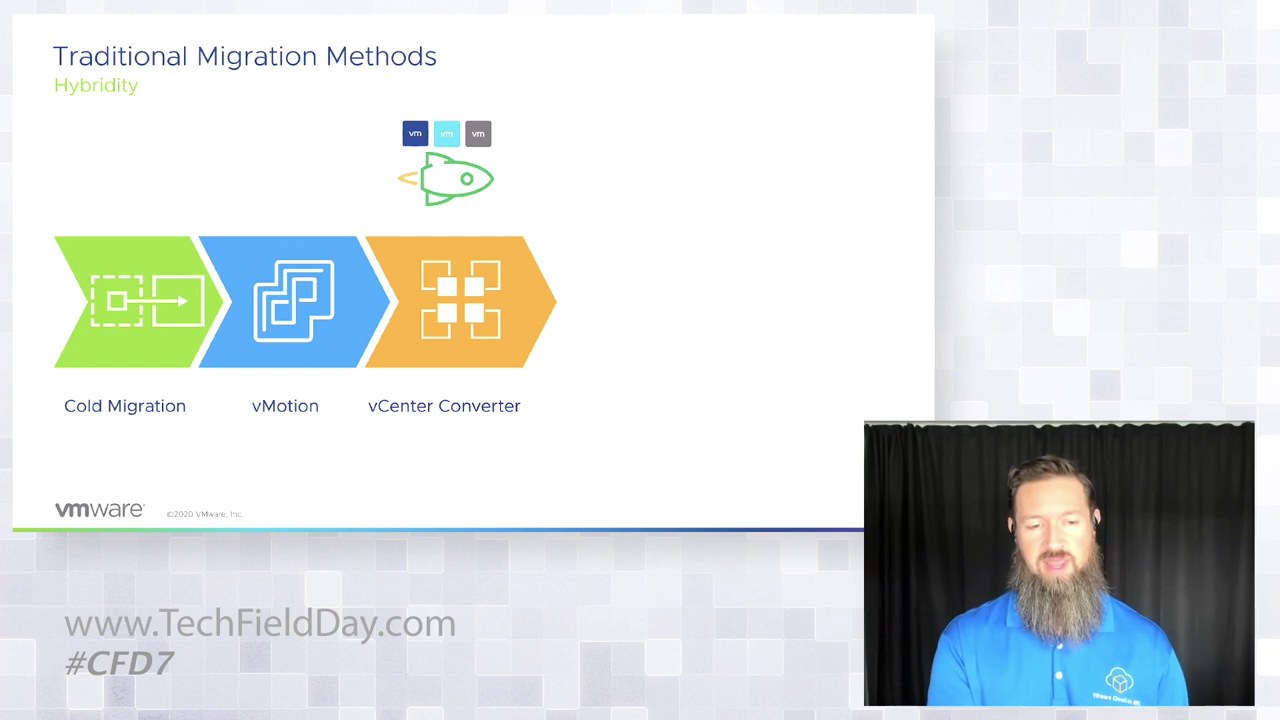 Traditional Migration Methods
Hybridity
vm vm vm
Cold Migration vMotion vCenter Converter
vmware ©2020 VMware, Inc.
www.TechFieldDay.com
#CFD7